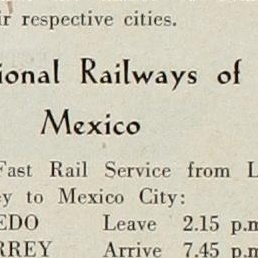 ir respective cities.
ional Railways of
Mexico
Fast Rail Service from L
ey to Mexico City:
EDO Leave 2.15 p.m
RREY Arrive 7.45 p.m